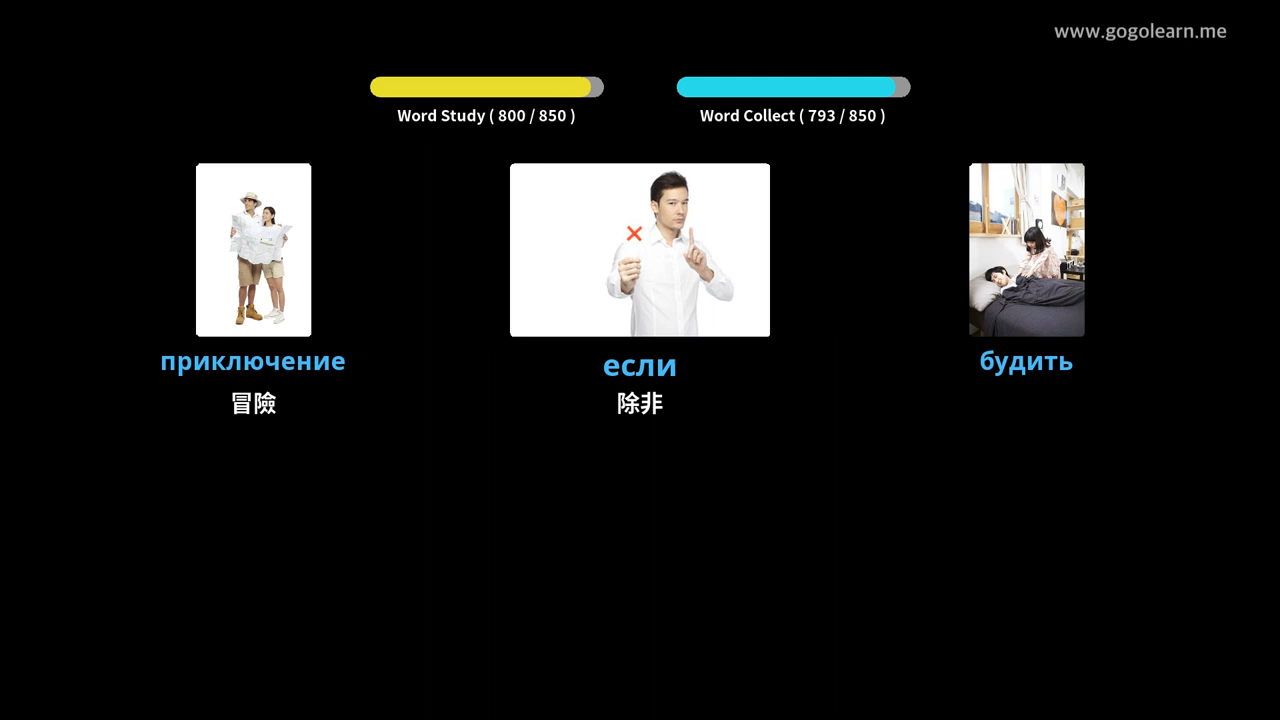 www.gogolearn.me
Word Study ( 800 / 850 )
Word Collect ( 793 / 850 )
приключение
冒險
если
除非
будить